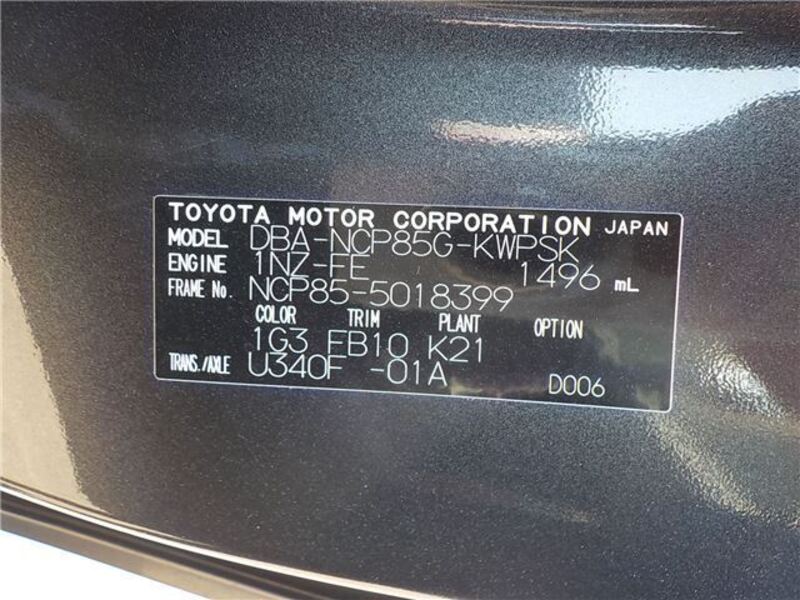 TOYOTA MOTOR CORPORATION JAPAN
MODEL DBA-NCP85G-KWPSK
ENGINE 1NZ-FE 1496 mL
FRAME No. NCP85-5018399
COLOR TRIM PLANT OPTION
1G3 FB10 K21
TRANS./AXLE U340F -01A D006